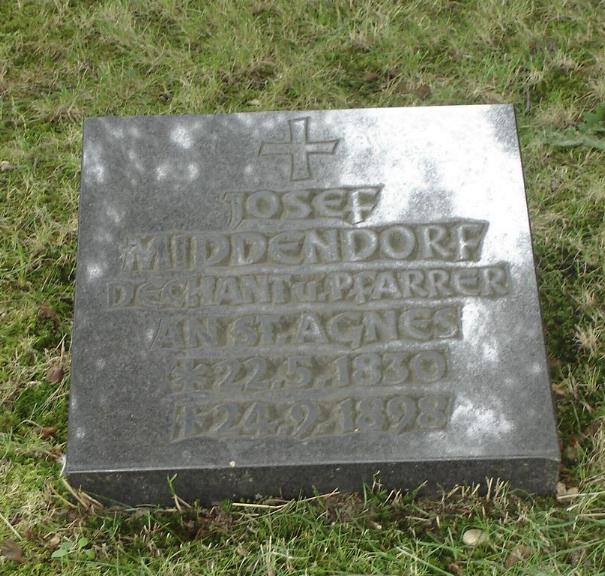 JOSEF
MIDDENDORF
DECHANT U. PFARRER
AN ST. AGNES
* 22.5.1830
† 24.9.1898